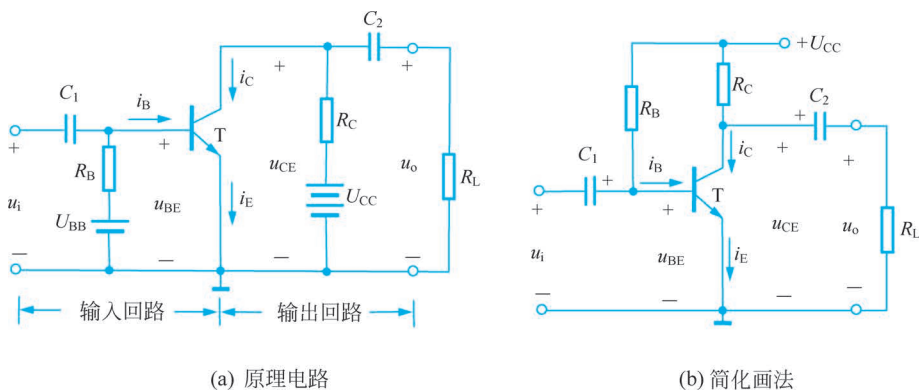 C₂
i_C
+
+
C₁
i_B
R_C
+
+
T
R_B
u_CE
u_o
R_L
u_i
U_BB
u_BE
i_E
U_CC
−
−
−
−
输入回路
输出回路
(a) 原理电路
+U_CC
R_B
R_C
C₂
+
C₁
+
i_B
i_C
+
+
+
+
T
u_i
u_BE
i_E
u_CE
u_o
R_L
−
−
−
−
(b) 简化画法